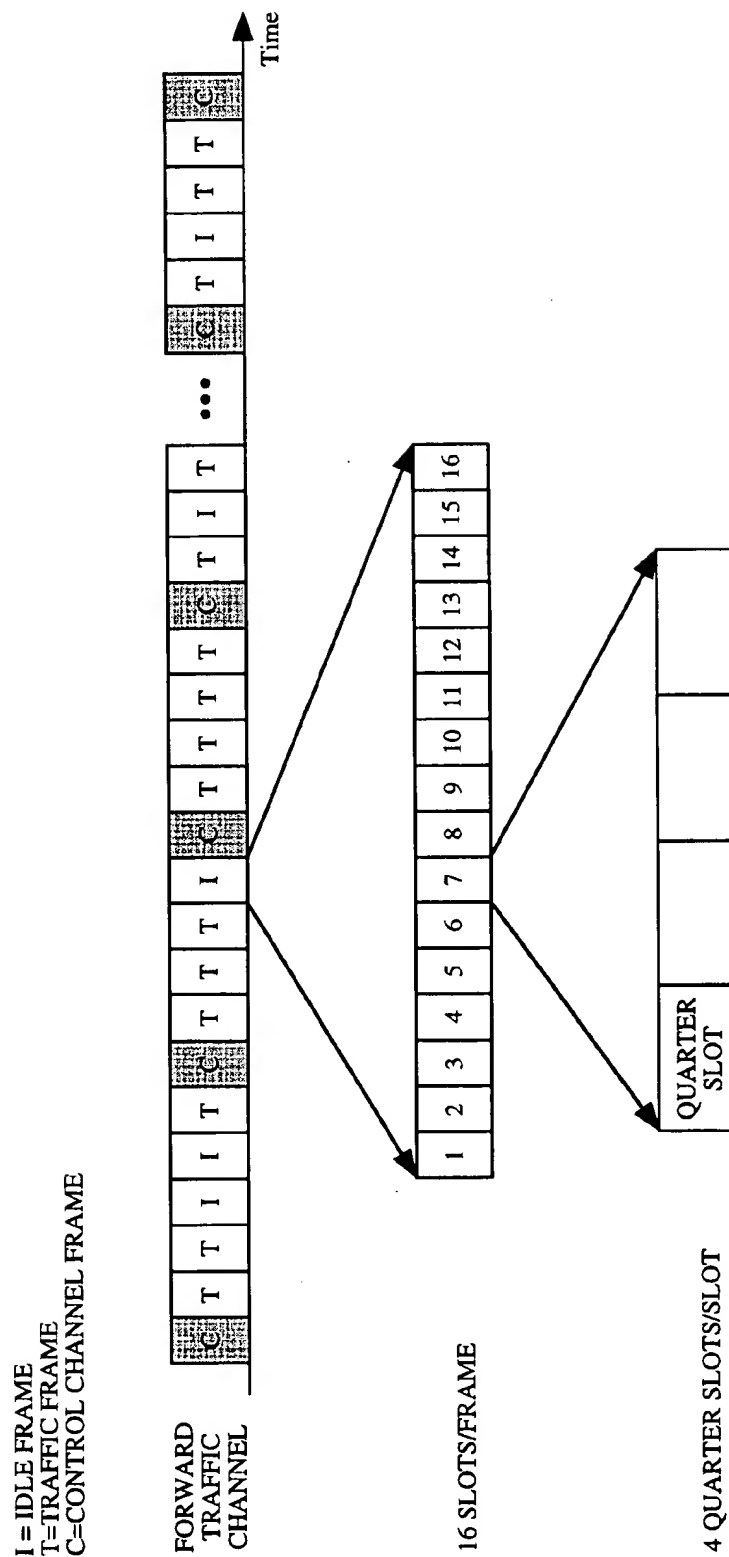 I = IDLE FRAME
T=TRAFFIC FRAME
C=CONTROL CHANNEL FRAME
FORWARD
TRAFFIC
CHANNEL
C T T I I T C T T T I C T T T T C T I T ••• C T I T T C
Time
16 SLOTS/FRAME
1 2 3 4 5 6 7 8 9 10 11 12 13 14 15 16
4 QUARTER SLOTS/SLOT
QUARTER
SLOT